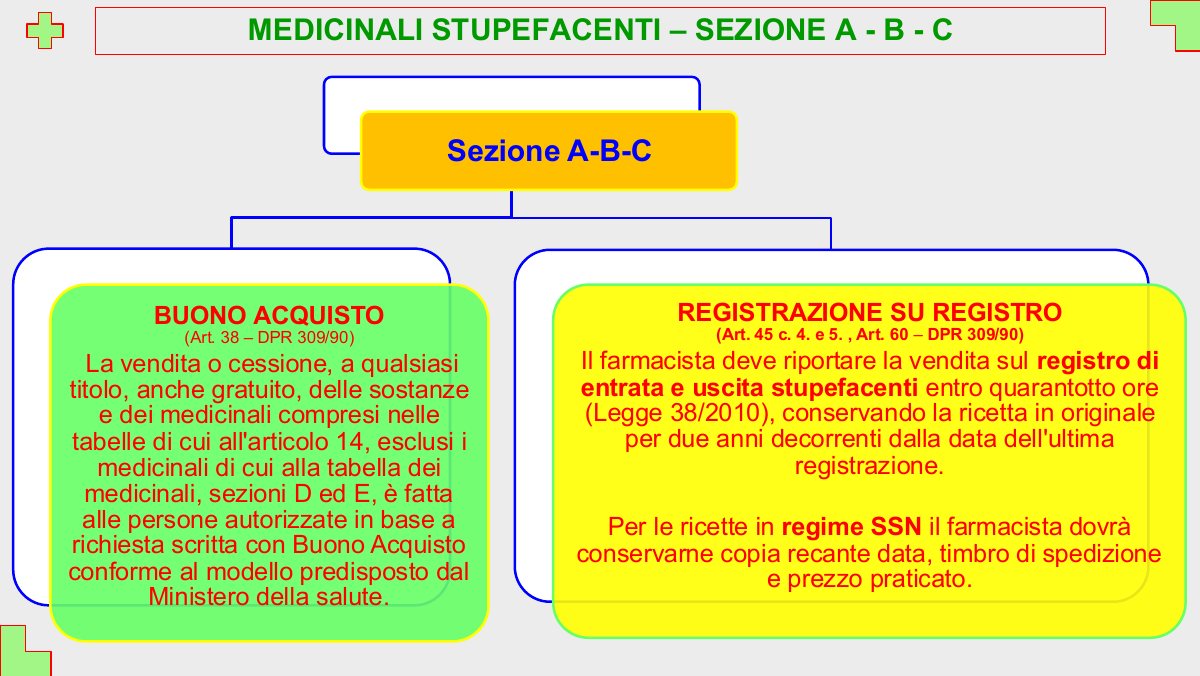 MEDICINALI STUPEFACENTI – SEZIONE A - B - C
Sezione A-B-C
BUONO ACQUISTO
(Art. 38 – DPR 309/90)
La vendita o cessione, a qualsiasi
titolo, anche gratuito, delle sostanze
e dei medicinali compresi nelle
tabelle di cui all'articolo 14, esclusi i
medicinali di cui alla tabella dei
medicinali, sezioni D ed E, è fatta
alle persone autorizzate in base a
richiesta scritta con Buono Acquisto
conforme al modello predisposto dal
Ministero della salute.
REGISTRAZIONE SU REGISTRO
(Art. 45 c. 4. e 5. , Art. 60 – DPR 309/90)
Il farmacista deve riportare la vendita sul registro di
entrata e uscita stupefacenti entro quarantotto ore
(Legge 38/2010), conservando la ricetta in originale
per due anni decorrenti dalla data dell'ultima
registrazione.
Per le ricette in regime SSN il farmacista dovrà
conservarne copia recante data, timbro di spedizione
e prezzo praticato.